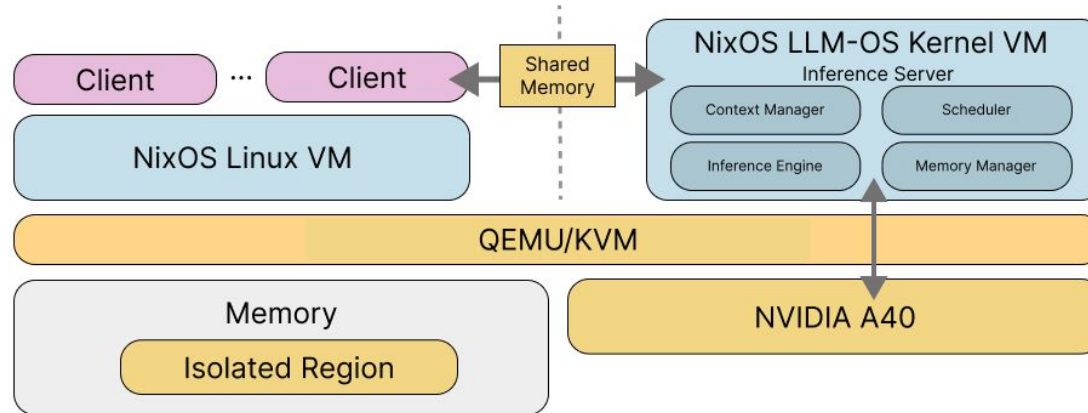 Client
...
Client
Shared
Memory
NixOS LLM-OS Kernel VM
Inference Server
Context Manager
Scheduler
Inference Engine
Memory Manager
NixOS Linux VM
QEMU/KVM
Memory
Isolated Region
NVIDIA A40